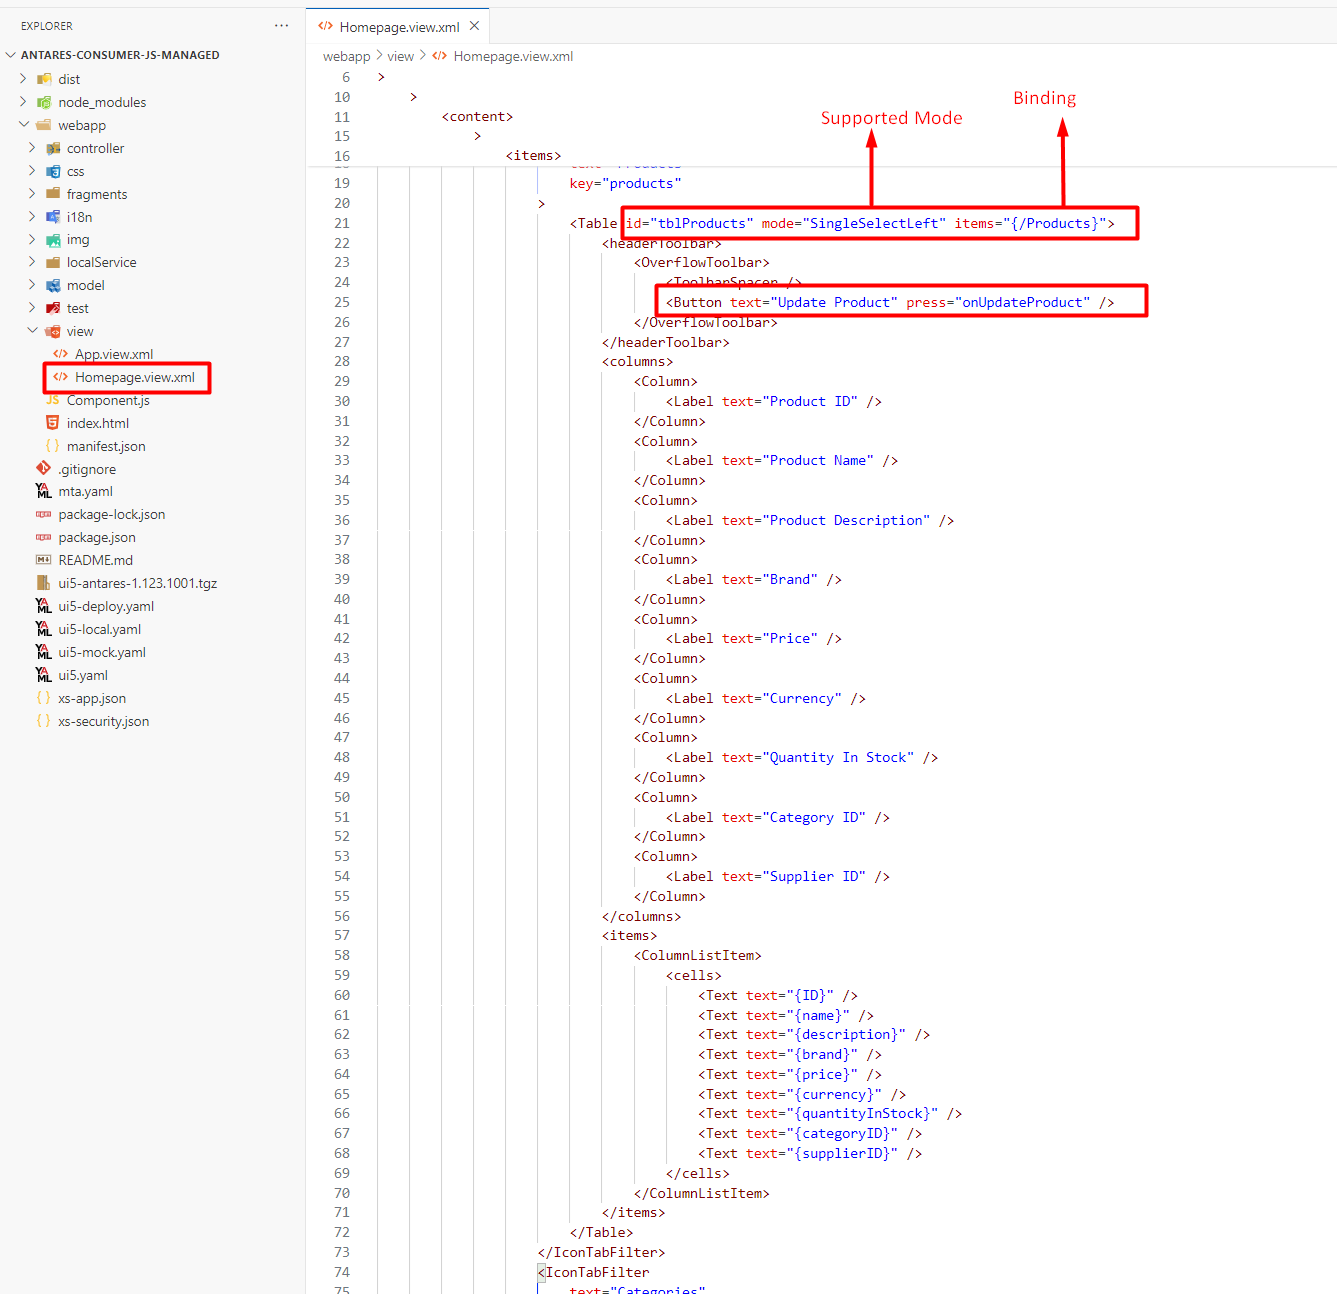 EXPLORER
ANTARES-CONSUMER-JS-MANAGED
dist
node_modules
webapp
controller
css
fragments
i18n
img
localService
model
test
view
App.view.xml
Homepage.view.xml
JS Component.js
index.html
{} manifest.json
.gitignore
YAML mta.yaml
package-lock.json
package.json
README.md
ui5-antares-1.123.1001.tgz
YAML ui5-deploy.yaml
YAML ui5-local.yaml
YAML ui5-mock.yaml
YAML ui5.yaml
{} xs-app.json
{} xs-security.json
Homepage.view.xml
webapp > view > Homepage.view.xml
Supported Mode
Binding
6 >
10 >
11 <content>
15 >
16 <items>
19 key="products"
20 >
21 <Table id="tblProducts" mode="SingleSelectLeft" items="{/Products}">
22 <headerToolbar>
23 <OverflowToolbar>
24 <ToolbarSpacer />
25 <Button text="Update Product" press="onUpdateProduct" />
26 </OverflowToolbar>
27 </headerToolbar>
28 <columns>
29 <Column>
30 <Label text="Product ID" />
31 </Column>
32 <Column>
33 <Label text="Product Name" />
34 </Column>
35 <Column>
36 <Label text="Product Description" />
37 </Column>
38 <Column>
39 <Label text="Brand" />
40 </Column>
41 <Column>
42 <Label text="Price" />
43 </Column>
44 <Column>
45 <Label text="Currency" />
46 </Column>
47 <Column>
48 <Label text="Quantity In Stock" />
49 </Column>
50 <Column>
51 <Label text="Category ID" />
52 </Column>
53 <Column>
54 <Label text="Supplier ID" />
55 </Column>
56 </columns>
57 <items>
58 <ColumnListItem>
59 <cells>
60 <Text text="{ID}" />
61 <Text text="{name}" />
62 <Text text="{description}" />
63 <Text text="{brand}" />
64 <Text text="{price}" />
65 <Text text="{currency}" />
66 <Text text="{quantityInStock}" />
67 <Text text="{categoryID}" />
68 <Text text="{supplierID}" />
69 </cells>
70 </ColumnListItem>
71 </items>
72 </Table>
73 </IconTabFilter>
74 <IconTabFilter
75 text="Categories"